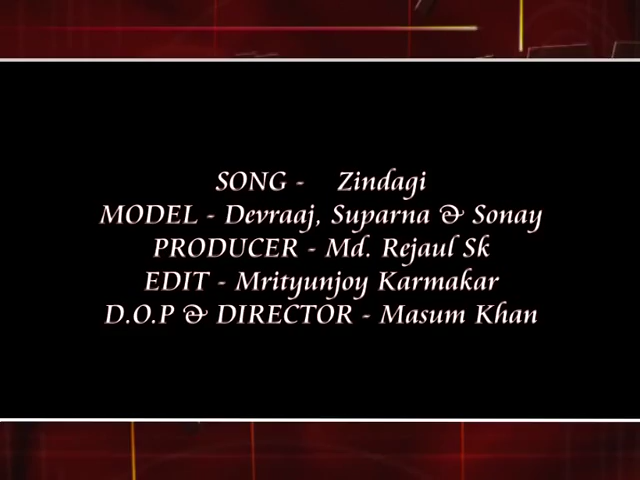 SONG - Zindagi
MODEL - Devraaj, Suparna & Sonay
PRODUCER - Md. Rejaul Sk
EDIT - Mrityunjoy Karmakar
D.O.P & DIRECTOR - Masum Khan